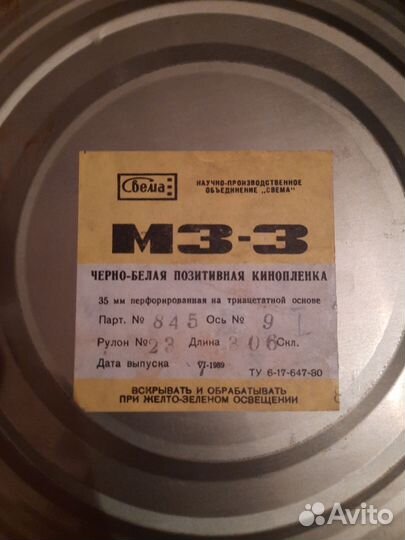 Свема
НАУЧНО-ПРОИЗВОДСТВЕННОЕ
ОБЪЕДИНЕНИЕ „СВЕМА"
МЗ-3
ЧЕРНО-БЕЛАЯ ПОЗИТИВНАЯ КИНОПЛЕНКА
35 мм перфорированная на триацетатной основе
Парт. № 845 Ось № 9 I
Рулон № 23 Длина 306 Скл.
Дата выпуска VI-1989 ТУ 6-17-647-80
ВСКРЫВАТЬ И ОБРАБАТЫВАТЬ
ПРИ ЖЕЛТО-ЗЕЛЕНОМ ОСВЕЩЕНИИ
Avito